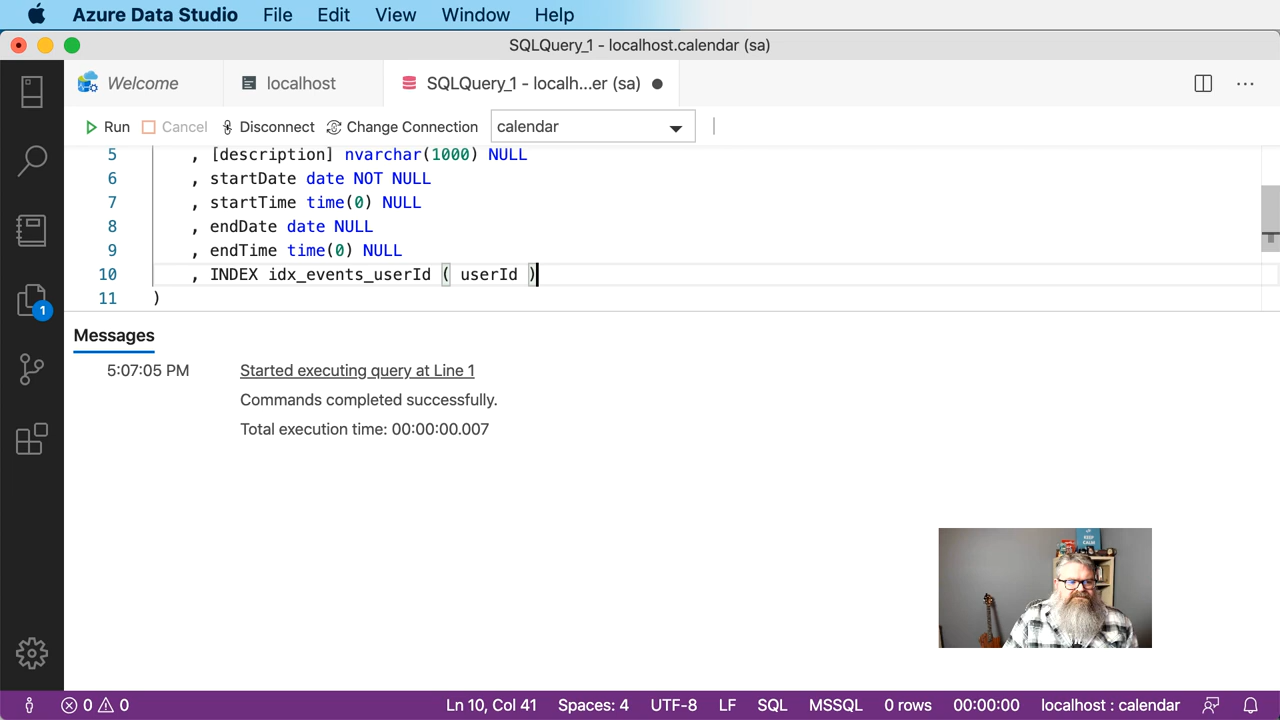 Azure Data Studio File Edit View Window Help
SQLQuery_1 - localhost.calendar (sa)
Welcome localhost SQLQuery_1 - localh...er (sa)
Run Cancel Disconnect Change Connection calendar
5 , [description] nvarchar(1000) NULL
6 , startDate date NOT NULL
7 , startTime time(0) NULL
8 , endDate date NULL
9 , endTime time(0) NULL
10 , INDEX idx_events_userId ( userId )
11 )
1
Messages
5:07:05 PM Started executing query at Line 1
Commands completed successfully.
Total execution time: 00:00:00.007
KEEP CALM
0 0 Ln 10, Col 41 Spaces: 4 UTF-8 LF SQL MSSQL 0 rows 00:00:00 localhost : calendar